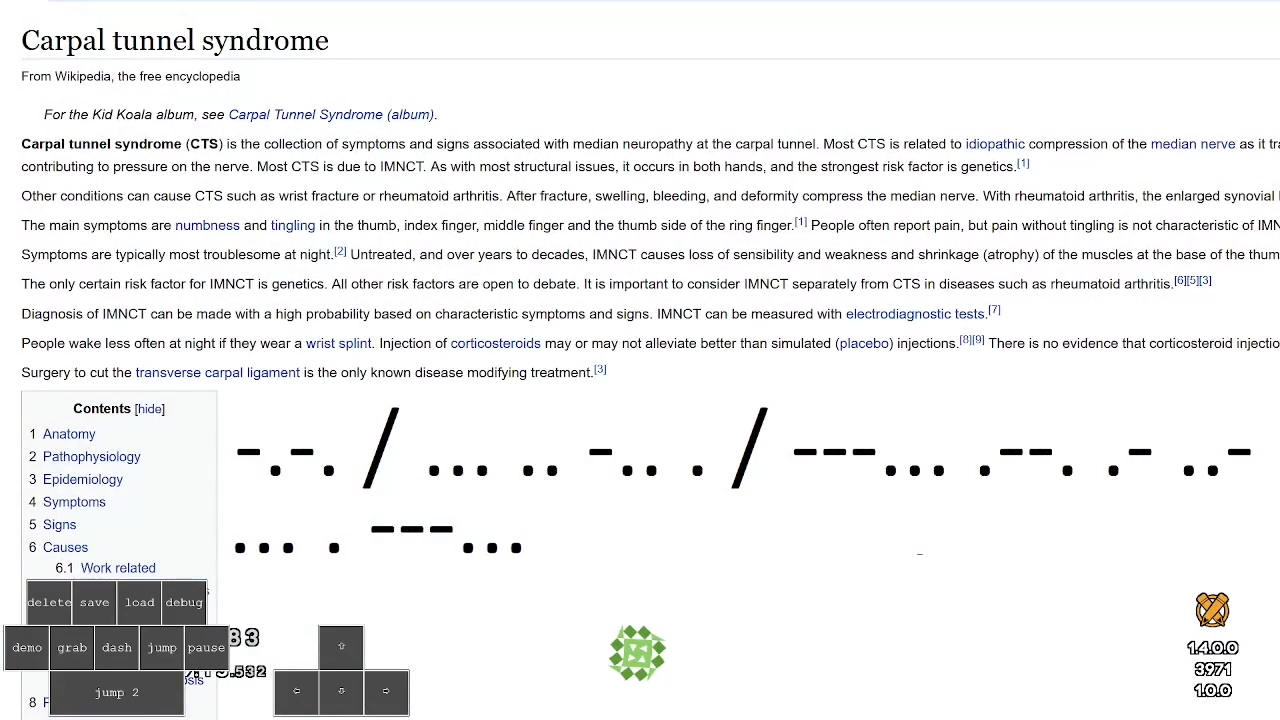 Carpal tunnel syndrome
From Wikipedia, the free encyclopedia
For the Kid Koala album, see Carpal Tunnel Syndrome (album).
Carpal tunnel syndrome (CTS) is the collection of symptoms and signs associated with median neuropathy at the carpal tunnel. Most CTS is related to idiopathic compression of the median nerve as it
contributing to pressure on the nerve. Most CTS is due to IMNCT. As with most structural issues, it occurs in both hands, and the strongest risk factor is genetics.[1]
Other conditions can cause CTS such as wrist fracture or rheumatoid arthritis. After fracture, swelling, bleeding, and deformity compress the median nerve. With rheumatoid arthritis, the enlarged synovial
The main symptoms are numbness and tingling in the thumb, index finger, middle finger and the thumb side of the ring finger.[1] People often report pain, but pain without tingling is not characteristic of
Symptoms are typically most troublesome at night.[2] Untreated, and over years to decades, IMNCT causes loss of sensibility and weakness and shrinkage (atrophy) of the muscles at the base of the
The only certain risk factor for IMNCT is genetics. All other risk factors are open to debate. It is important to consider IMNCT separately from CTS in diseases such as rheumatoid arthritis.[6][5][3]
Diagnosis of IMNCT can be made with a high probability based on characteristic symptoms and signs. IMNCT can be measured with electrodiagnostic tests.[7]
People wake less often at night if they wear a wrist splint. Injection of corticosteroids may or may not alleviate better than simulated (placebo) injections.[8][9] There is no evidence that corticosteroid
Surgery to cut the transverse carpal ligament is the only known disease modifying treatment.[3]
Contents [hide]
1 Anatomy
2 Pathophysiology
3 Epidemiology
4 Symptoms
5 Signs
6 Causes
6.1 Work related
-.-. / ... .. -.. . / ---... .--. .- ..-
... . ---...
delete save load debug
demo grab dash jump pause
jump 2
83
.532
8
1.4.0.0
3971
1.0.0